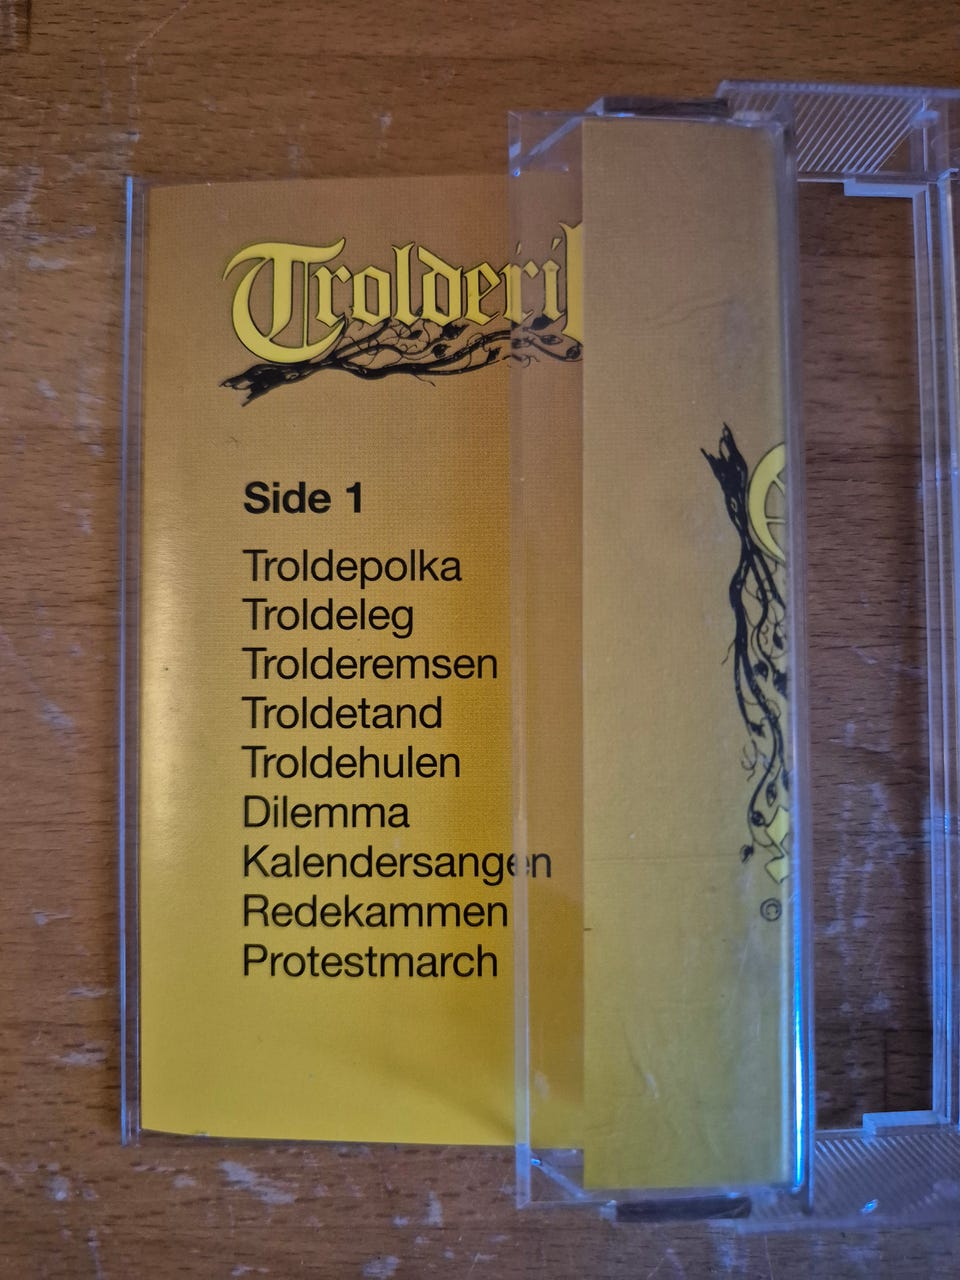 Trolderi
Side 1
Troldepolka
Troldeleg
Trolderemsen
Troldetand
Troldehulen
Dilemma
Kalendersangen
Redekammen
Protestmarch
©